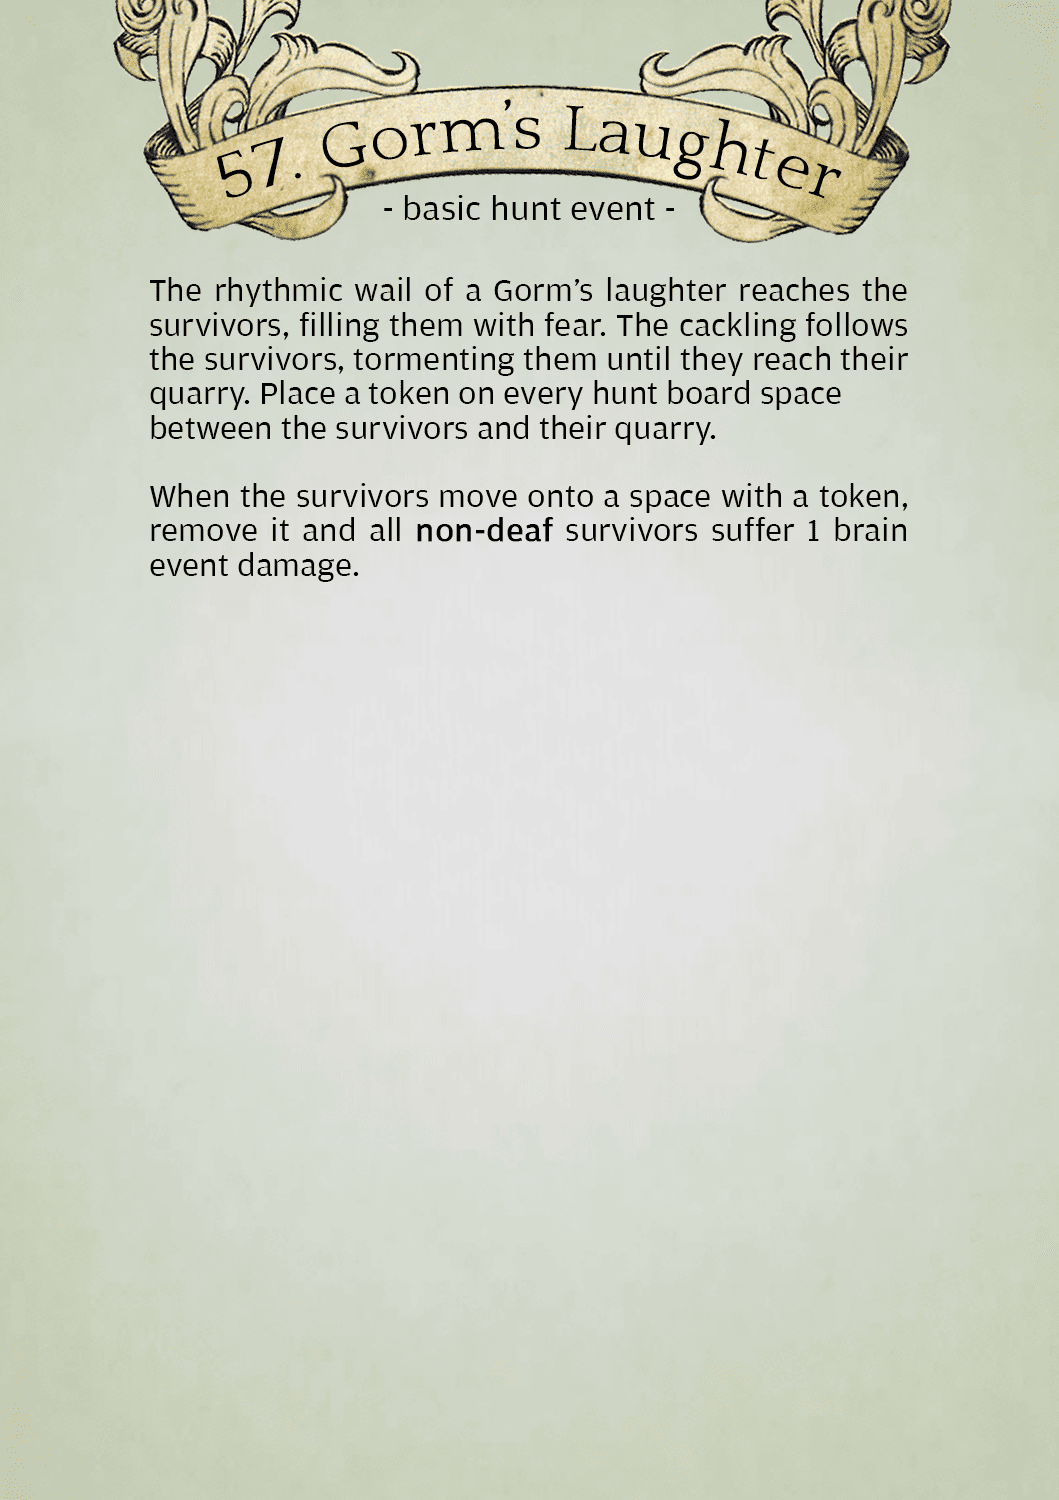 57. Gorm’s Laughter
- basic hunt event -
The rhythmic wail of a Gorm’s laughter reaches the
survivors, filling them with fear. The cackling follows
the survivors, tormenting them until they reach their
quarry. Place a token on every hunt board space
between the survivors and their quarry.
When the survivors move onto a space with a token,
remove it and all non-deaf survivors suffer 1 brain
event damage.